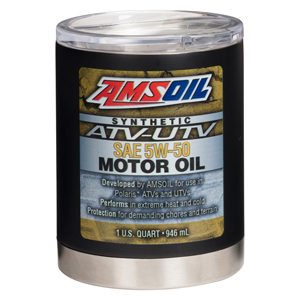 AMSOIL
SYNTHETIC
ATV-UTV
SAE 5W-50
MOTOR OIL
Developed by AMSOIL for use in
Polaris* ATVs and UTVs
Performs in extreme heat and cold
Protection for demanding chores and terrain
1 U.S. QUART • 946 mL